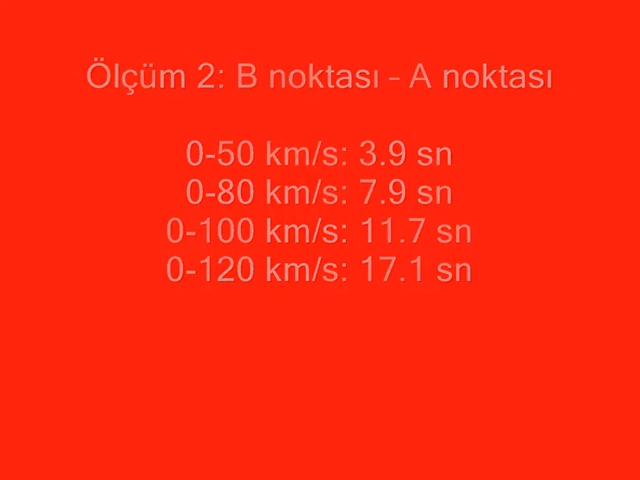 Ölçüm 2: B noktası - A noktası
0-50 km/s: 3.9 sn
0-80 km/s: 7.9 sn
0-100 km/s: 11.7 sn
0-120 km/s: 17.1 sn